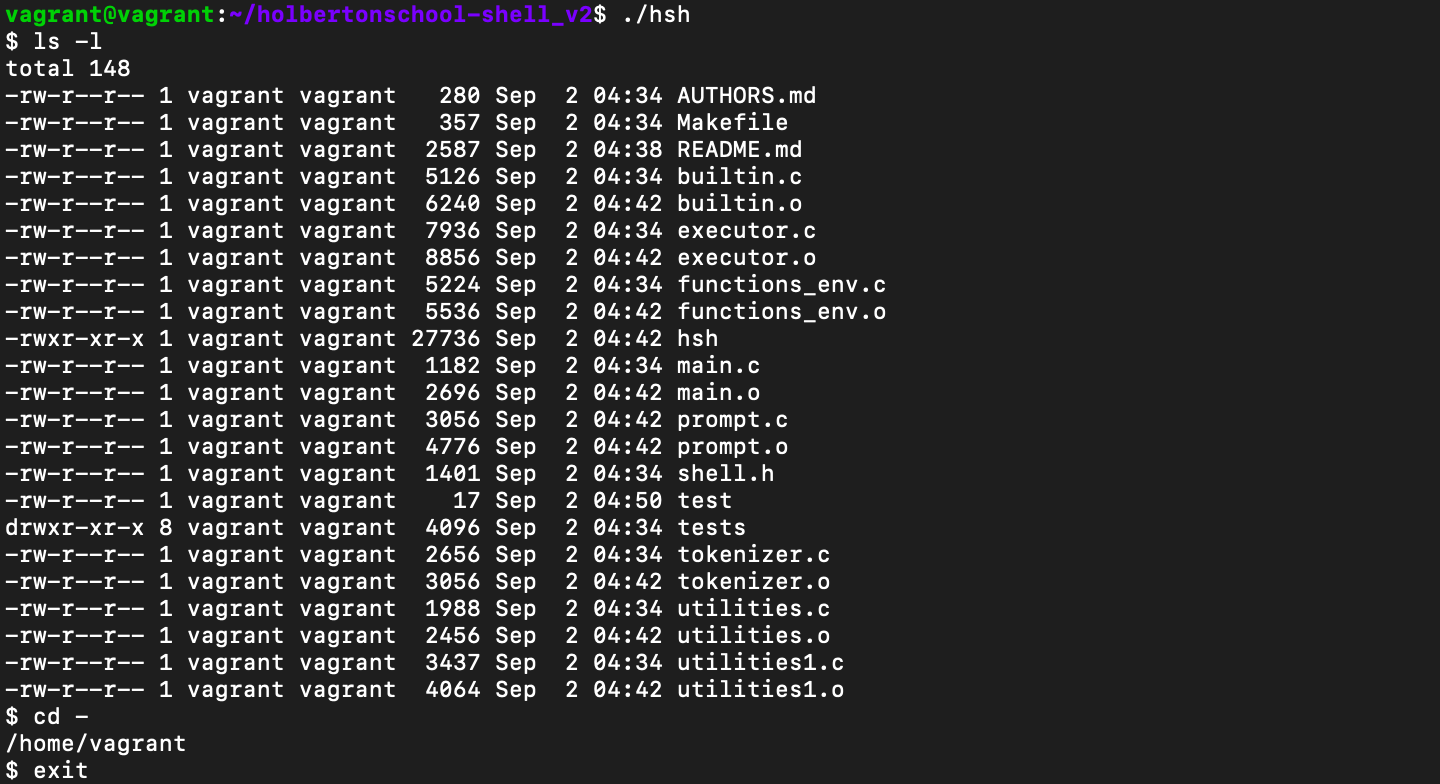 vagrant@vagrant:~/holbertonschool-shell_v2$ ./hsh
$ ls -l
total 148
-rw-r--r-- 1 vagrant vagrant   280 Sep  2 04:34 AUTHORS.md
-rw-r--r-- 1 vagrant vagrant   357 Sep  2 04:34 Makefile
-rw-r--r-- 1 vagrant vagrant  2587 Sep  2 04:38 README.md
-rw-r--r-- 1 vagrant vagrant  5126 Sep  2 04:34 builtin.c
-rw-r--r-- 1 vagrant vagrant  6240 Sep  2 04:42 builtin.o
-rw-r--r-- 1 vagrant vagrant  7936 Sep  2 04:34 executor.c
-rw-r--r-- 1 vagrant vagrant  8856 Sep  2 04:42 executor.o
-rw-r--r-- 1 vagrant vagrant  5224 Sep  2 04:34 functions_env.c
-rw-r--r-- 1 vagrant vagrant  5536 Sep  2 04:42 functions_env.o
-rwxr-xr-x 1 vagrant vagrant 27736 Sep  2 04:42 hsh
-rw-r--r-- 1 vagrant vagrant  1182 Sep  2 04:34 main.c
-rw-r--r-- 1 vagrant vagrant  2696 Sep  2 04:42 main.o
-rw-r--r-- 1 vagrant vagrant  3056 Sep  2 04:42 prompt.c
-rw-r--r-- 1 vagrant vagrant  4776 Sep  2 04:42 prompt.o
-rw-r--r-- 1 vagrant vagrant  1401 Sep  2 04:34 shell.h
-rw-r--r-- 1 vagrant vagrant    17 Sep  2 04:50 test
drwxr-xr-x 8 vagrant vagrant  4096 Sep  2 04:34 tests
-rw-r--r-- 1 vagrant vagrant  2656 Sep  2 04:34 tokenizer.c
-rw-r--r-- 1 vagrant vagrant  3056 Sep  2 04:42 tokenizer.o
-rw-r--r-- 1 vagrant vagrant  1988 Sep  2 04:34 utilities.c
-rw-r--r-- 1 vagrant vagrant  2456 Sep  2 04:42 utilities.o
-rw-r--r-- 1 vagrant vagrant  3437 Sep  2 04:34 utilities1.c
-rw-r--r-- 1 vagrant vagrant  4064 Sep  2 04:42 utilities1.o
$ cd -
/home/vagrant
$ exit